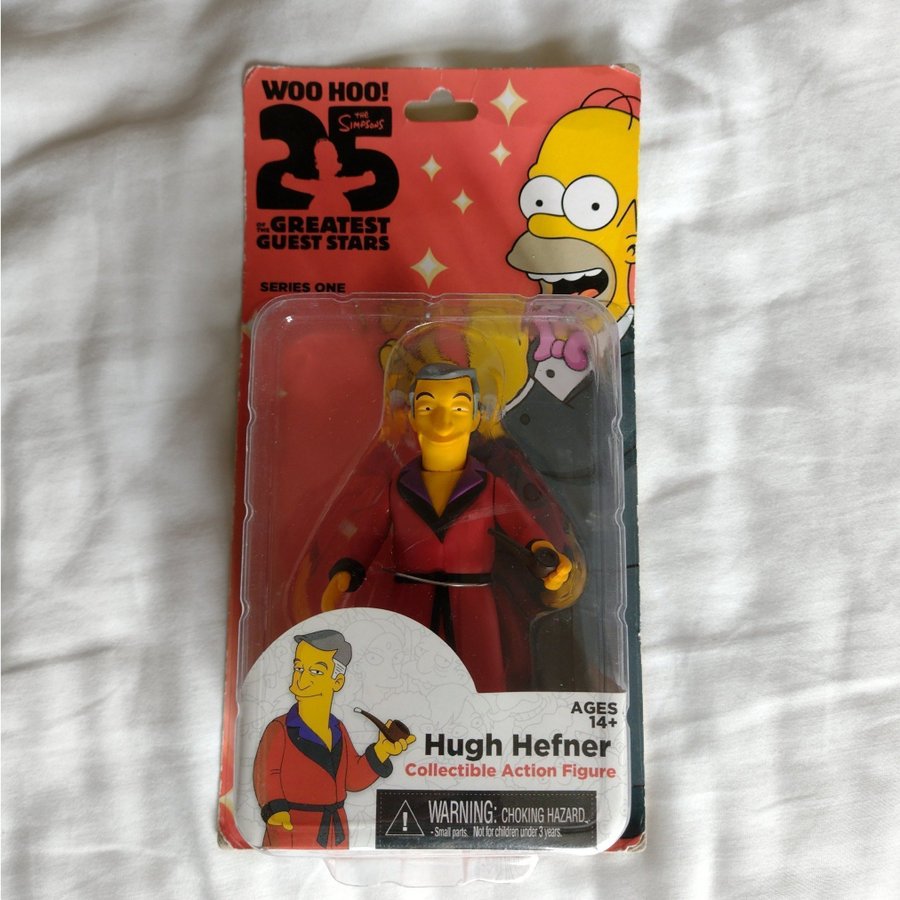 WOO HOO!
THE
SIMPSONS
25
OF THE GREATEST
GUEST STARS
SERIES ONE
AGES
14+
Hugh Hefner
Collectible Action Figure
WARNING: CHOKING HAZARD.
- Small parts. Not for children under 3 years.